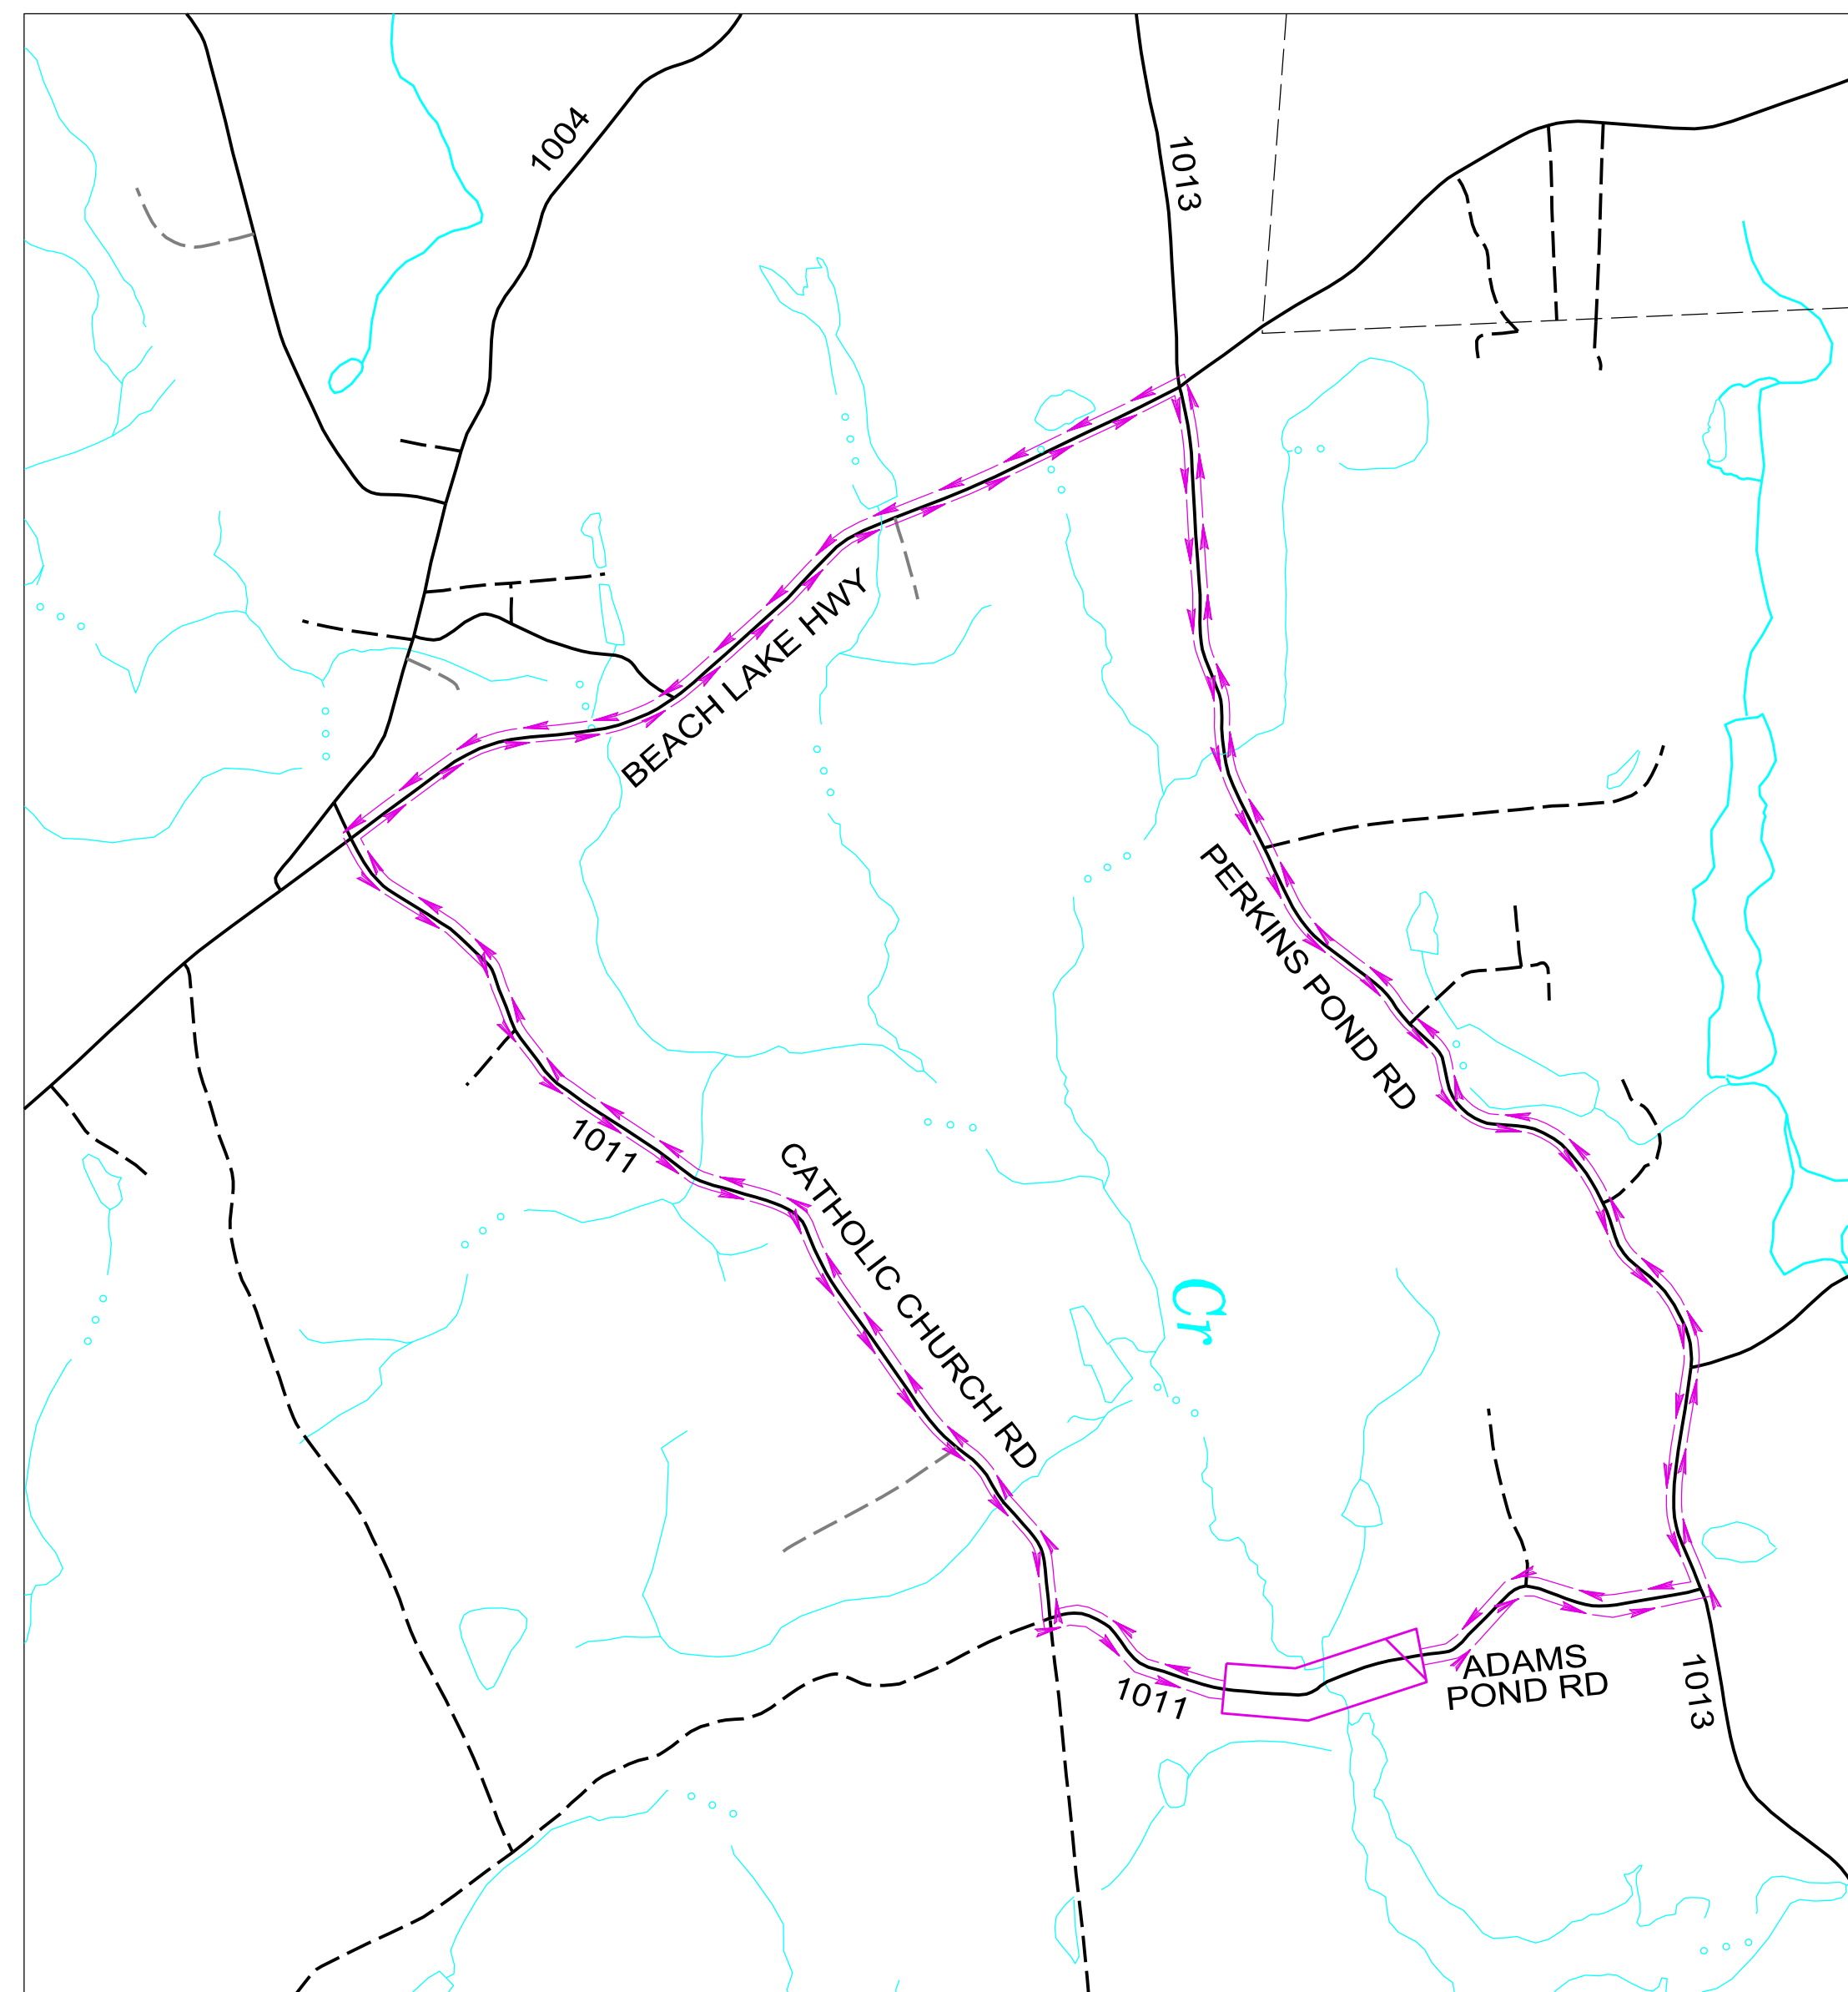 1004
1013
BEACH LAKE HWY
PERKINS POND RD
1011
CATHOLIC CHURCH RD
Cr
ADAMS
POND RD
1011
1013